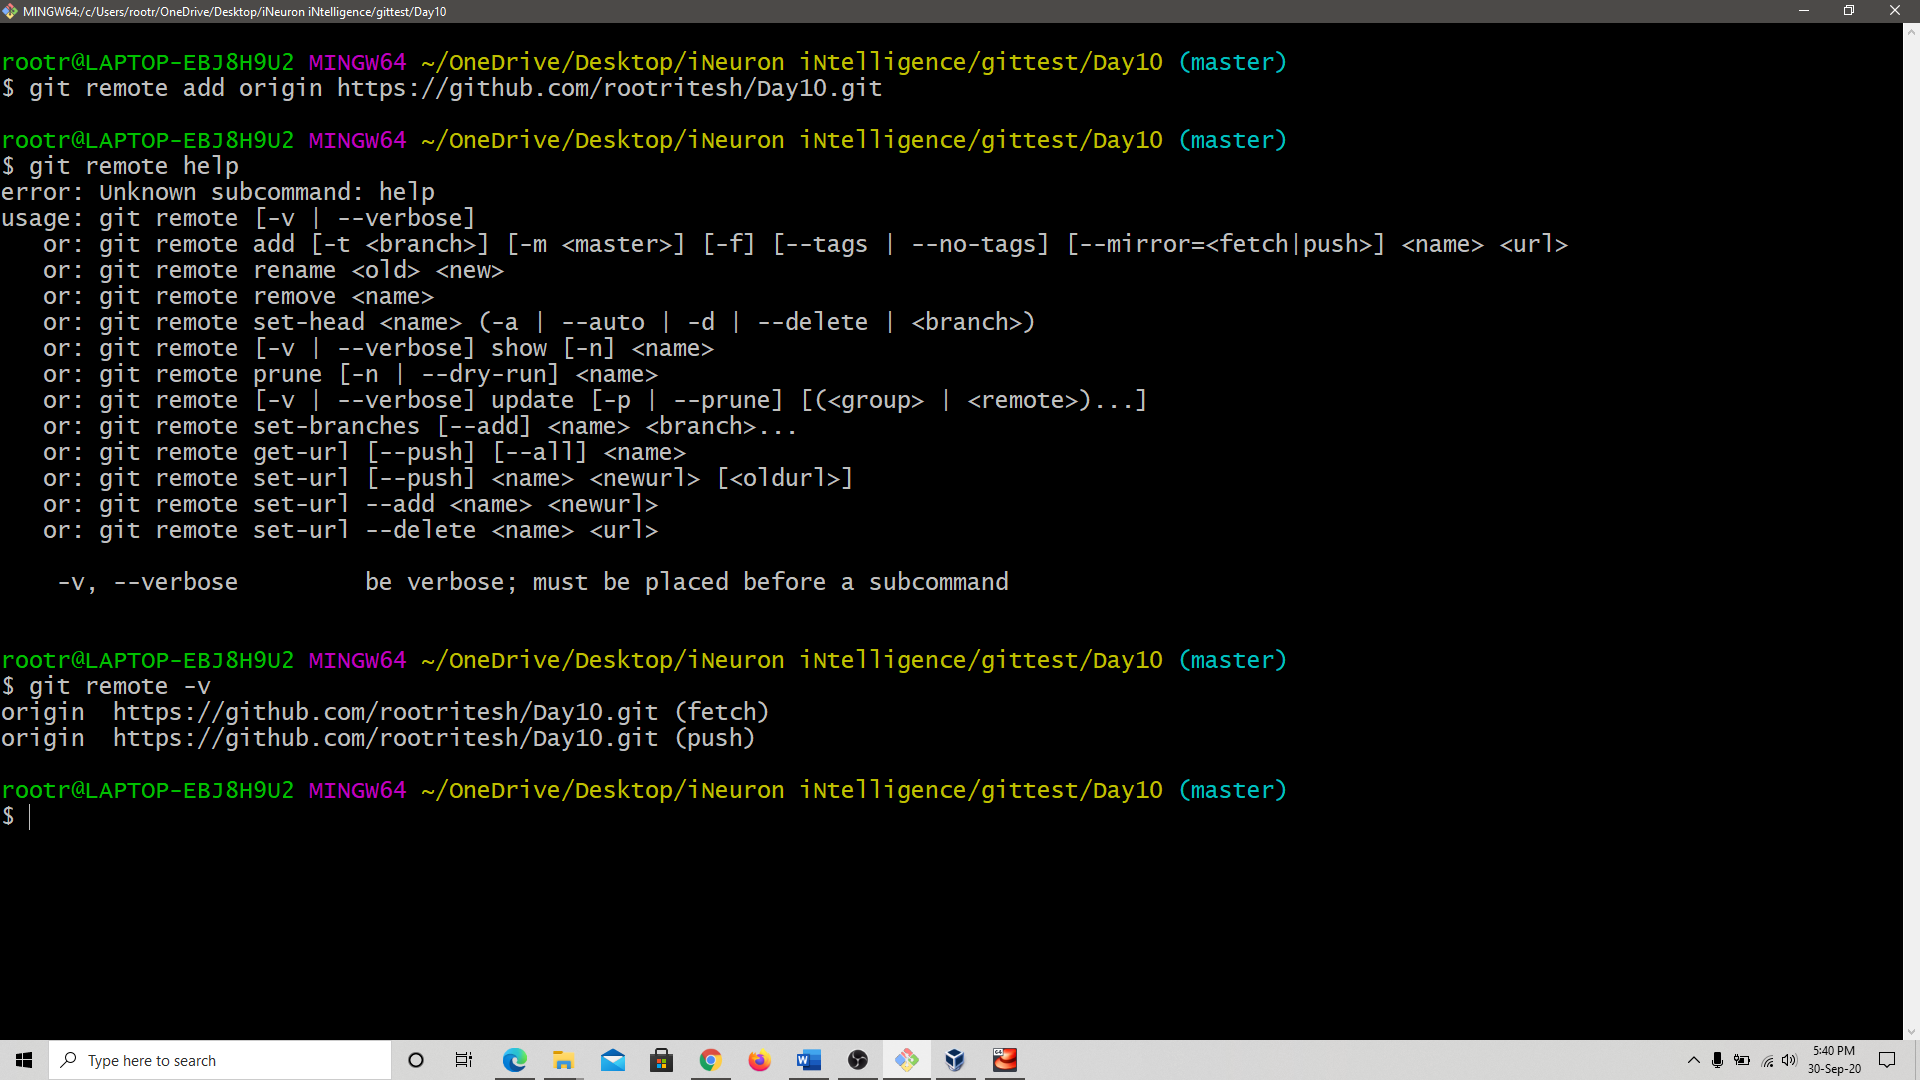 MINGW64:/c/Users/rootr/OneDrive/Desktop/iNeuron iNtelligence/gittest/Day10
rootr@LAPTOP-EBJ8H9U2 MINGW64 ~/OneDrive/Desktop/iNeuron iNtelligence/gittest/Day10 (master)
$ git remote add origin https://github.com/rootritesh/Day10.git
rootr@LAPTOP-EBJ8H9U2 MINGW64 ~/OneDrive/Desktop/iNeuron iNtelligence/gittest/Day10 (master)
$ git remote help
error: Unknown subcommand: help
usage: git remote [-v | --verbose]
   or: git remote add [-t <branch>] [-m <master>] [-f] [--tags | --no-tags] [--mirror=<fetch|push>] <name> <url>
   or: git remote rename <old> <new>
   or: git remote remove <name>
   or: git remote set-head <name> (-a | --auto | -d | --delete | <branch>)
   or: git remote [-v | --verbose] show [-n] <name>
   or: git remote prune [-n | --dry-run] <name>
   or: git remote [-v | --verbose] update [-p | --prune] [(<group> | <remote>)...]
   or: git remote set-branches [--add] <name> <branch>...
   or: git remote get-url [--push] [--all] <name>
   or: git remote set-url [--push] <name> <newurl> [<oldurl>]
   or: git remote set-url --add <name> <newurl>
   or: git remote set-url --delete <name> <url>
    -v, --verbose         be verbose; must be placed before a subcommand
rootr@LAPTOP-EBJ8H9U2 MINGW64 ~/OneDrive/Desktop/iNeuron iNtelligence/gittest/Day10 (master)
$ git remote -v
origin  https://github.com/rootritesh/Day10.git (fetch)
origin  https://github.com/rootritesh/Day10.git (push)
rootr@LAPTOP-EBJ8H9U2 MINGW64 ~/OneDrive/Desktop/iNeuron iNtelligence/gittest/Day10 (master)
$
Type here to search
5:40 PM
30-Sep-20